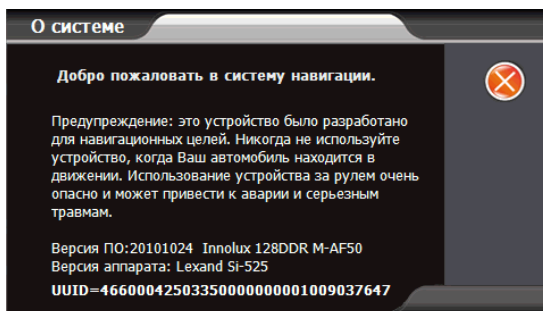 О системе
Добро пожаловать в систему навигации.
Предупреждение: это устройство было разработано
для навигационных целей. Никогда не используйте
устройство, когда Ваш автомобиль находится в
движении. Использование устройства за рулем очень
опасно и может привести к аварии и серьезным
травмам.
Версия ПО:20101024 Innolux 128DDR M-AF50
Версия аппарата: Lexand Si-525
UUID=46600042503350000000001009037647